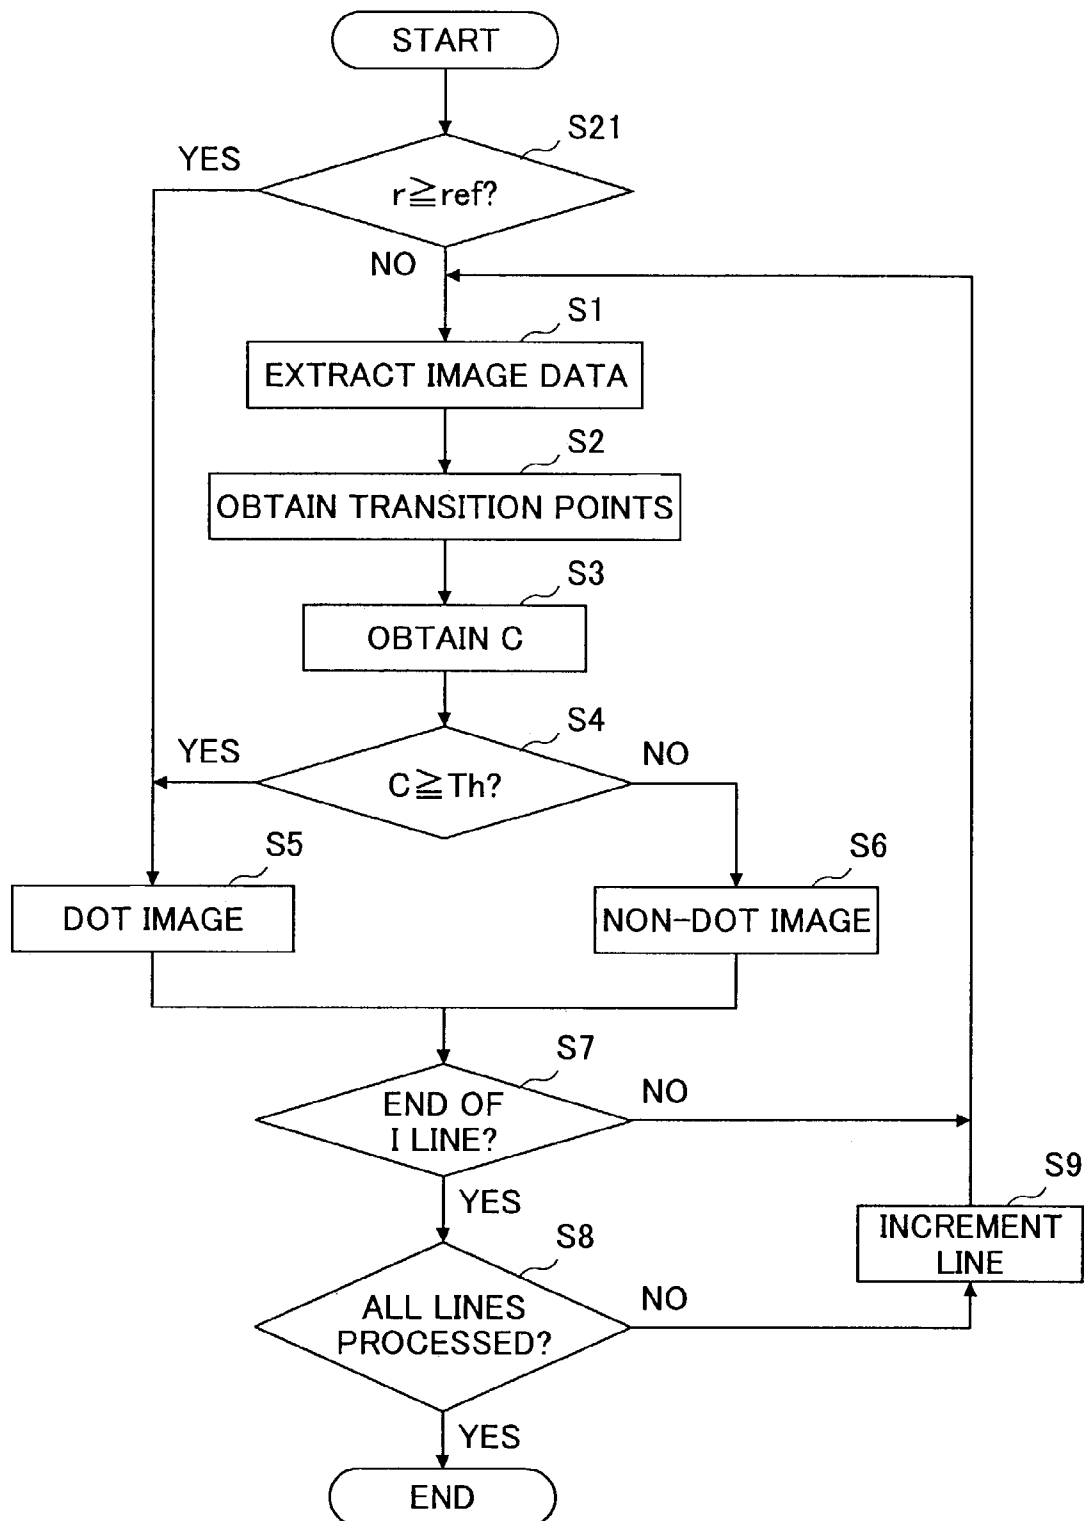 START
S21
YES
r≧ref?
NO
S1
EXTRACT IMAGE DATA
S2
OBTAIN TRANSITION POINTS
S3
OBTAIN C
S4
YES
NO
C≧Th?
S5
S6
DOT IMAGE
NON-DOT IMAGE
S7
NO
END OF
I LINE?
YES
S9
INCREMENT
LINE
S8
NO
ALL LINES
PROCESSED?
YES
END